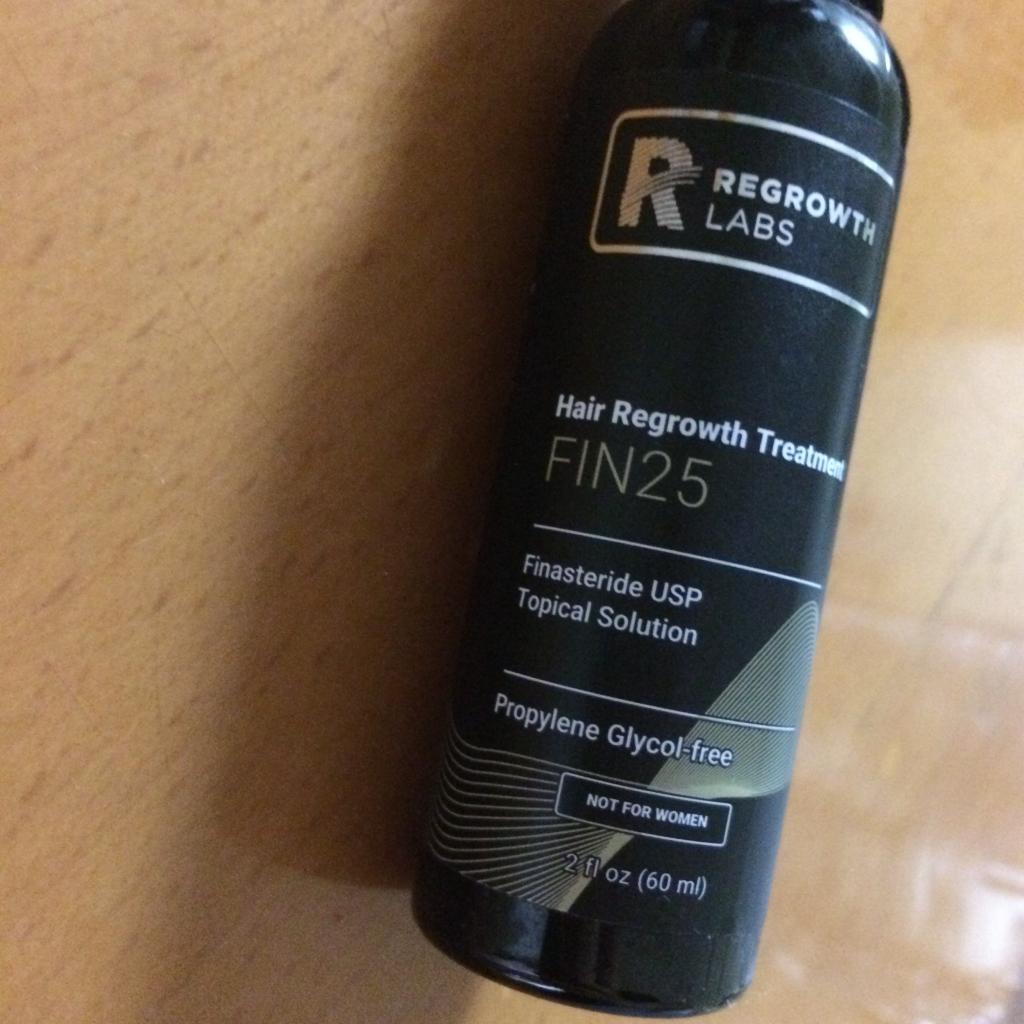 R
REGROWTH
LABS
Hair Regrowth Treatment
FIN25
Finasteride USP
Topical Solution
Propylene Glycol-free
NOT FOR WOMEN
2 fl oz (60 ml)